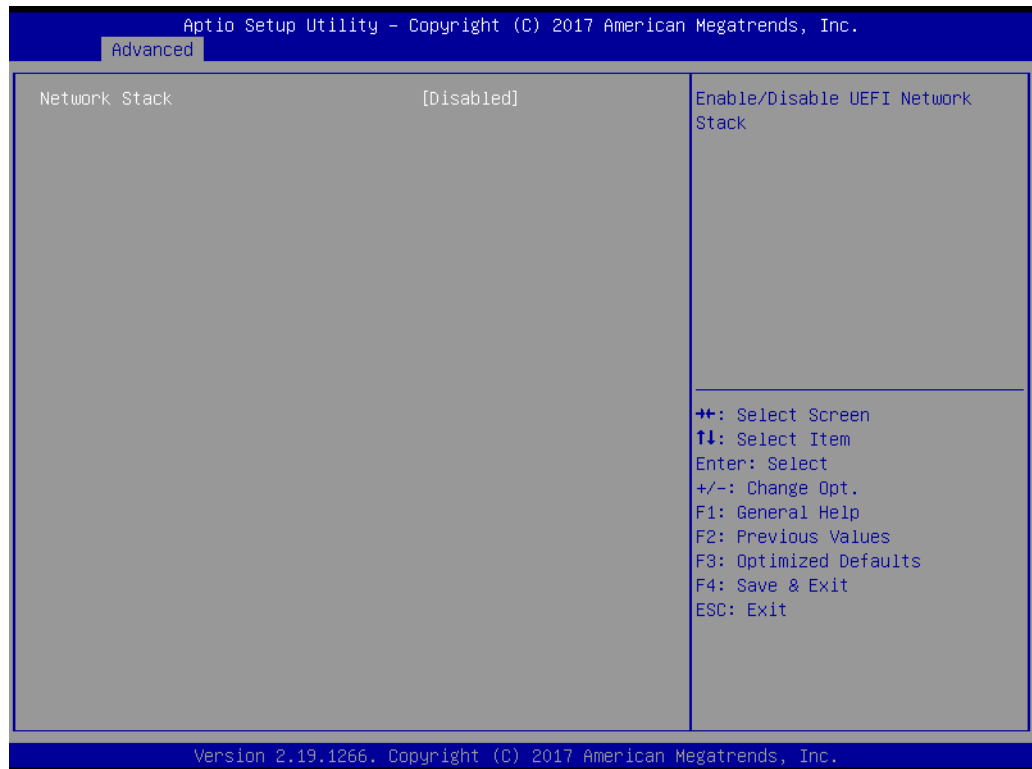 Aptio Setup Utility – Copyright (C) 2017 American Megatrends, Inc.
Advanced
Network Stack [Disabled]
Enable/Disable UEFI Network
Stack
→←: Select Screen
↑↓: Select Item
Enter: Select
+/-: Change Opt.
F1: General Help
F2: Previous Values
F3: Optimized Defaults
F4: Save & Exit
ESC: Exit
Version 2.19.1266. Copyright (C) 2017 American Megatrends, Inc.